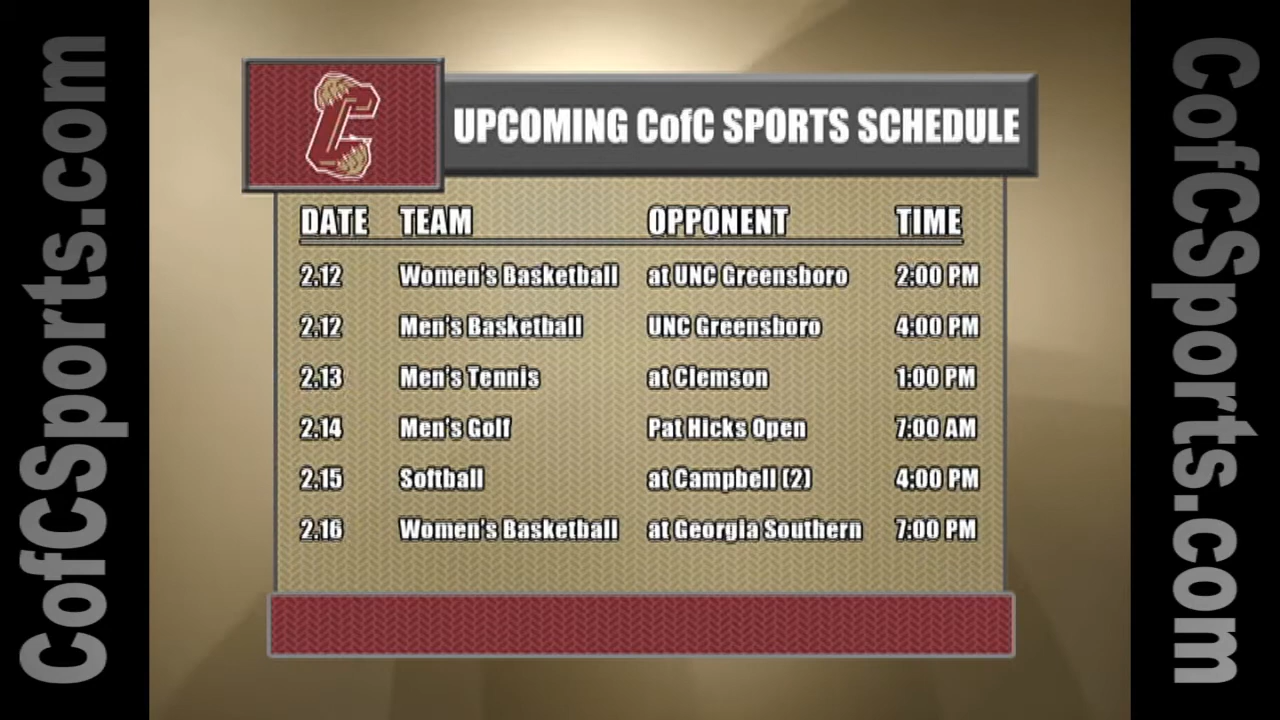 CofCSports.com
C
UPCOMING CofC SPORTS SCHEDULE
DATE TEAM OPPONENT TIME
2.12 Women's Basketball at UNC Greensboro 2:00 PM
2.12 Men's Basketball UNC Greensboro 4:00 PM
2.13 Men's Tennis at Clemson 1:00 PM
2.14 Men's Golf Pat Hicks Open 7:00 AM
2.15 Softball at Campbell (2) 4:00 PM
2.16 Women's Basketball at Georgia Southern 7:00 PM
CofCSports.com